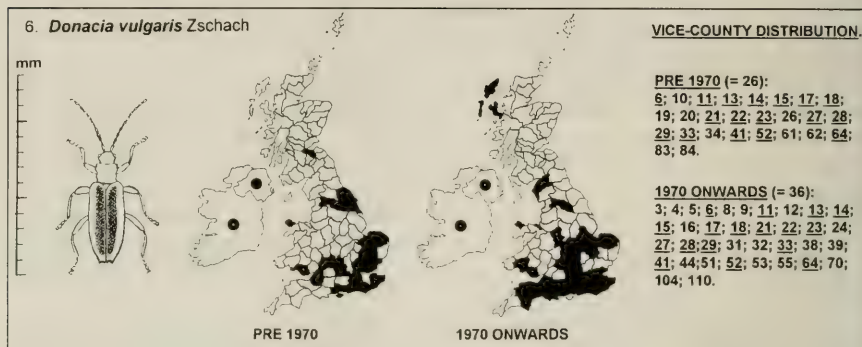 6. Donacia vulgaris Zschach
mm
PRE 1970
1970 ONWARDS
VICE-COUNTY DISTRIBUTION.
PRE 1970 (= 26):
6; 10; 11; 13; 14; 15; 17; 18;
19; 20; 21; 22; 23; 26; 27; 28;
29; 33; 34; 41; 52; 61; 62; 64;
83; 84.
1970 ONWARDS (= 36):
3; 4; 5; 6; 8; 9; 11; 12; 13; 14;
15; 16; 17; 18; 21; 22; 23; 24;
27; 28; 29; 31; 32; 33; 38; 39;
41; 44; 51; 52; 53; 55; 64; 70;
104; 110.